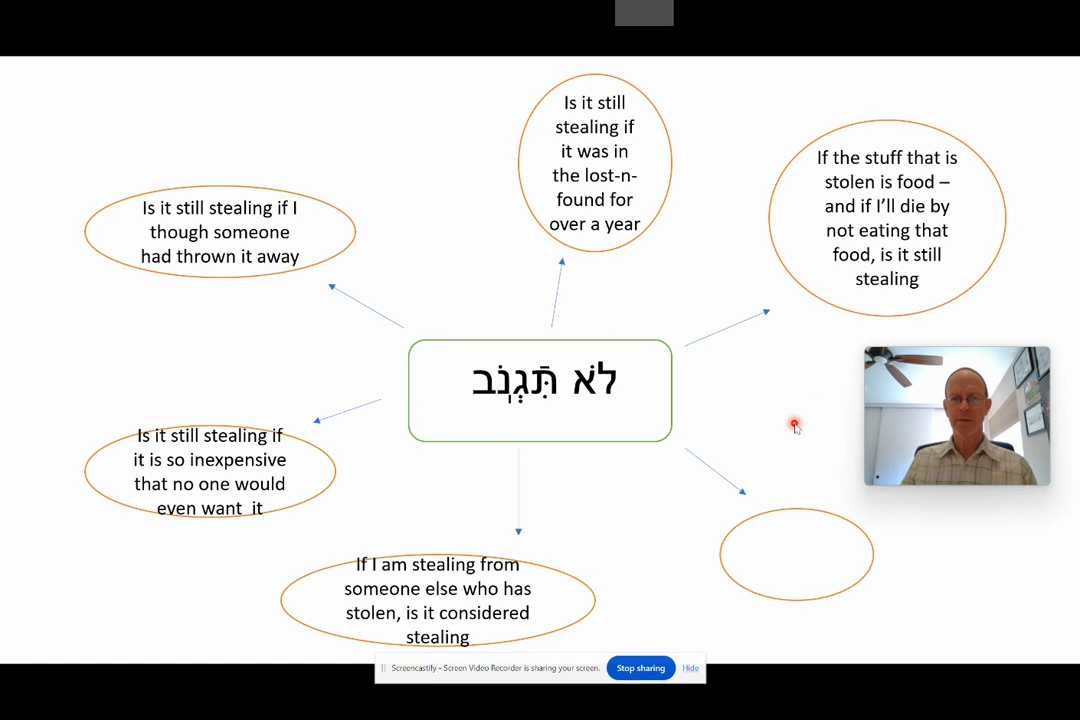 Is it still
stealing if
it was in
the lost-n-
found for
over a year
If the stuff that is
stolen is food –
and if I'll die by
not eating that
food, is it still
stealing
Is it still stealing if I
though someone
had thrown it away
לֹא תִּגְנֹב
Is it still stealing if
it is so inexpensive
that no one would
even want it
If I am stealing from
someone else who has
stolen, is it considered
stealing
Screencastify - Screen Video Recorder is sharing your screen.
Stop sharing
Hide